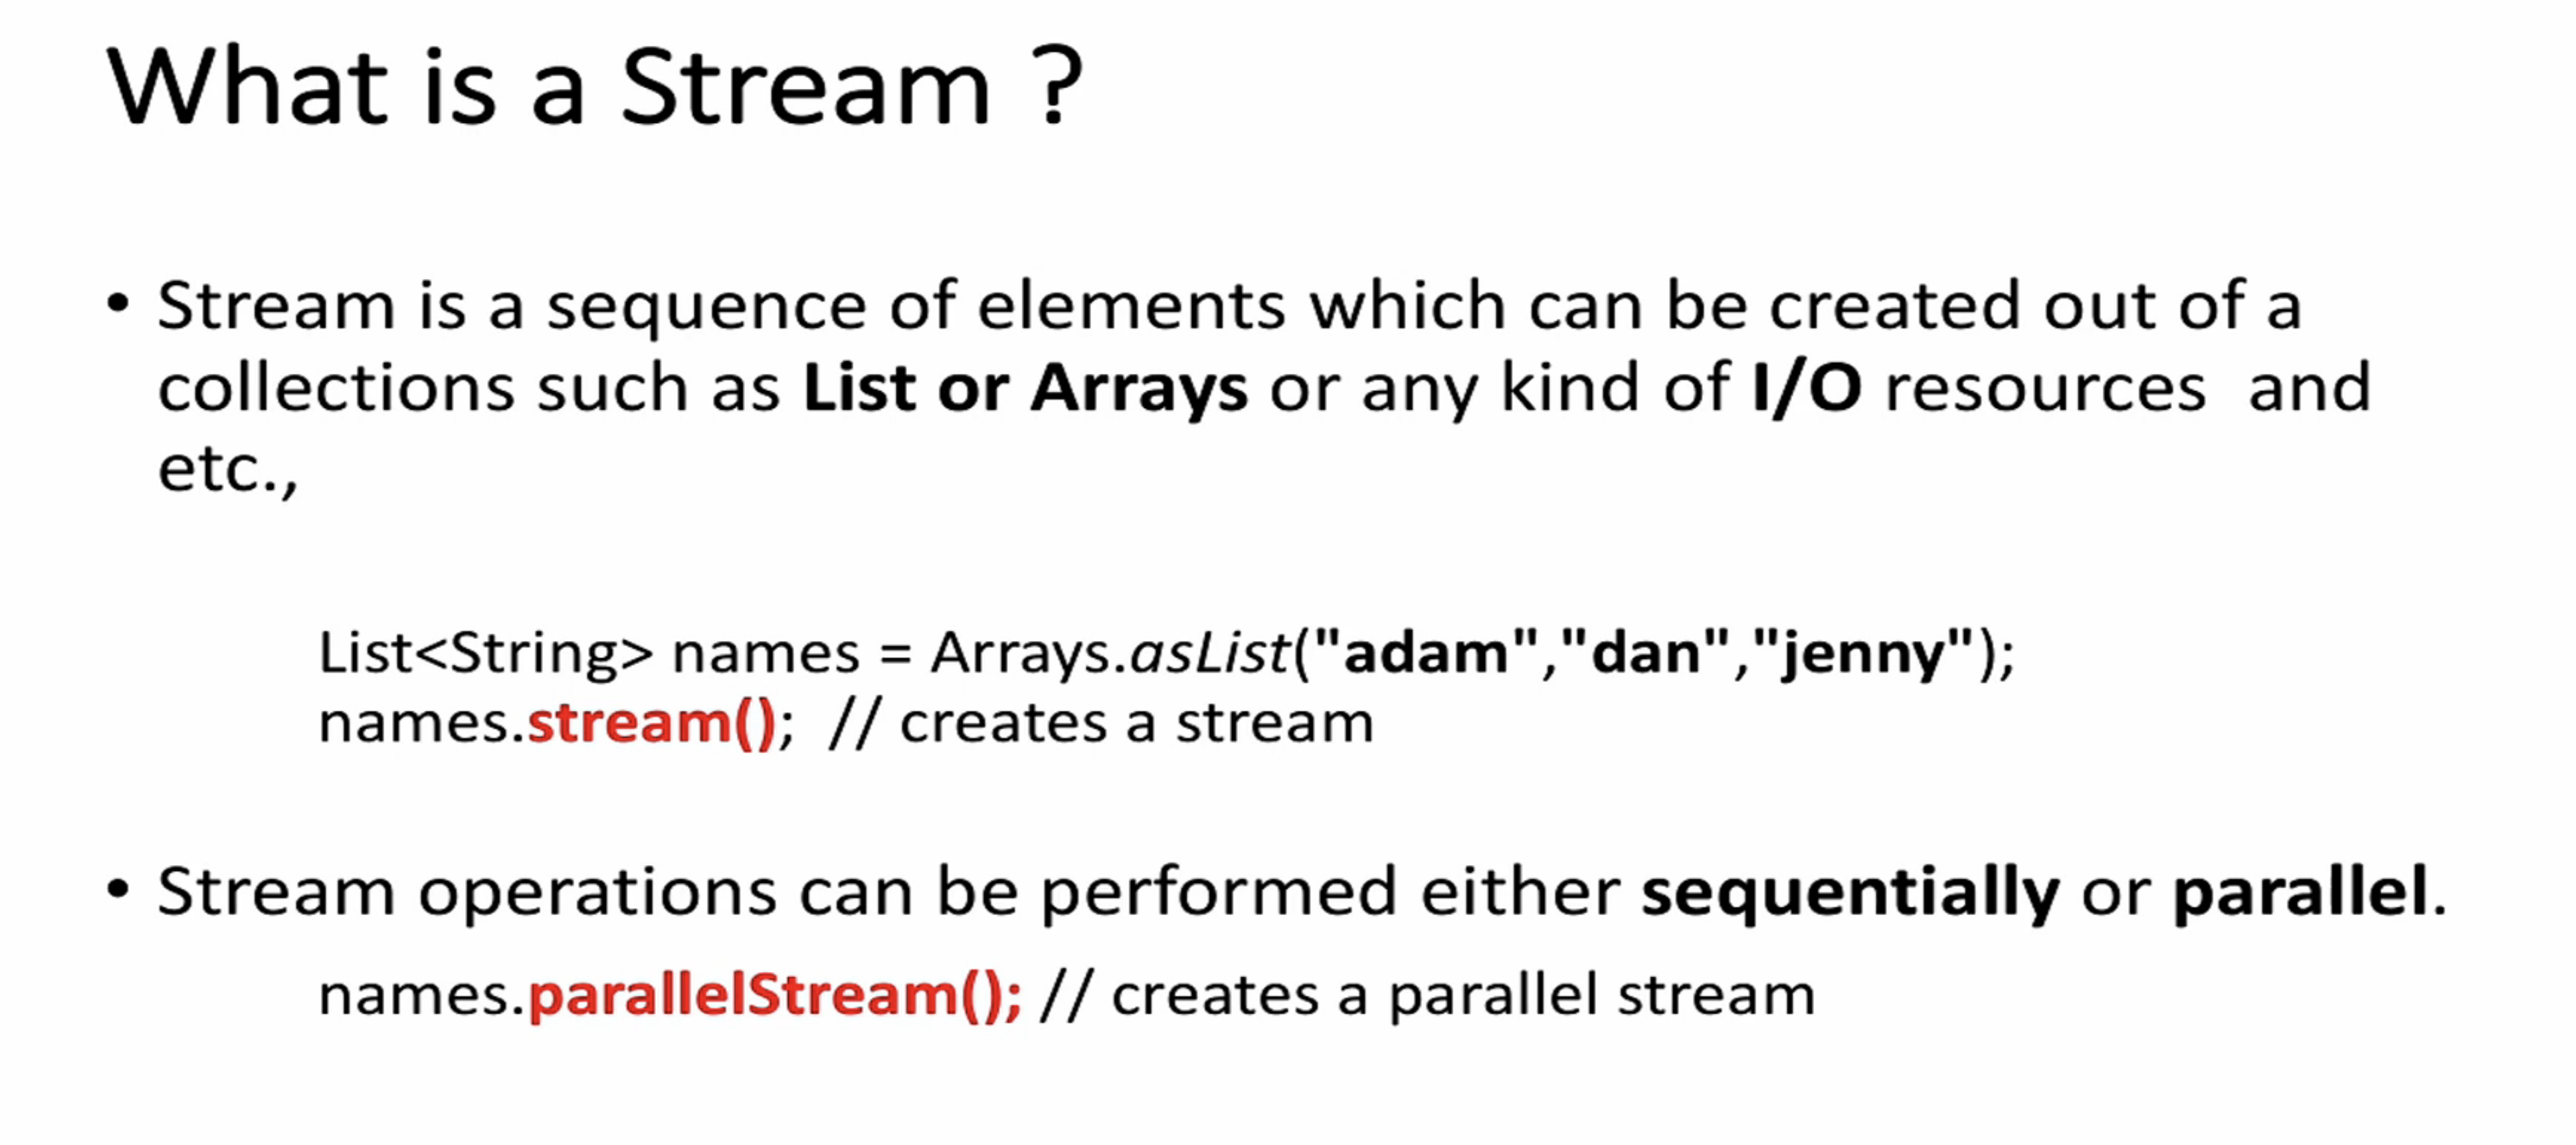 What is a Stream ?
• Stream is a sequence of elements which can be created out of a
collections such as List or Arrays or any kind of I/O resources  and
etc.,
List<String> names = Arrays.asList("adam","dan","jenny");
names.stream();  // creates a stream
• Stream operations can be performed either sequentially or parallel.
names.parallelStream(); // creates a parallel stream